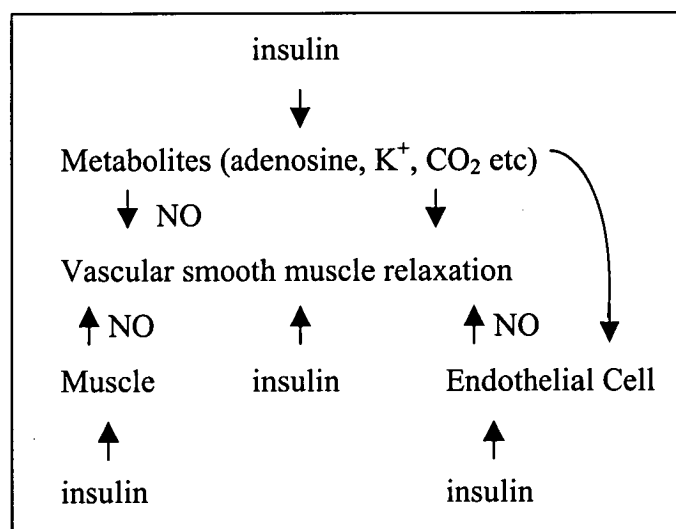 insulin
Metabolites (adenosine, K⁺, CO₂ etc)
NO
Vascular smooth muscle relaxation
NO NO
Muscle insulin Endothelial Cell
insulin insulin